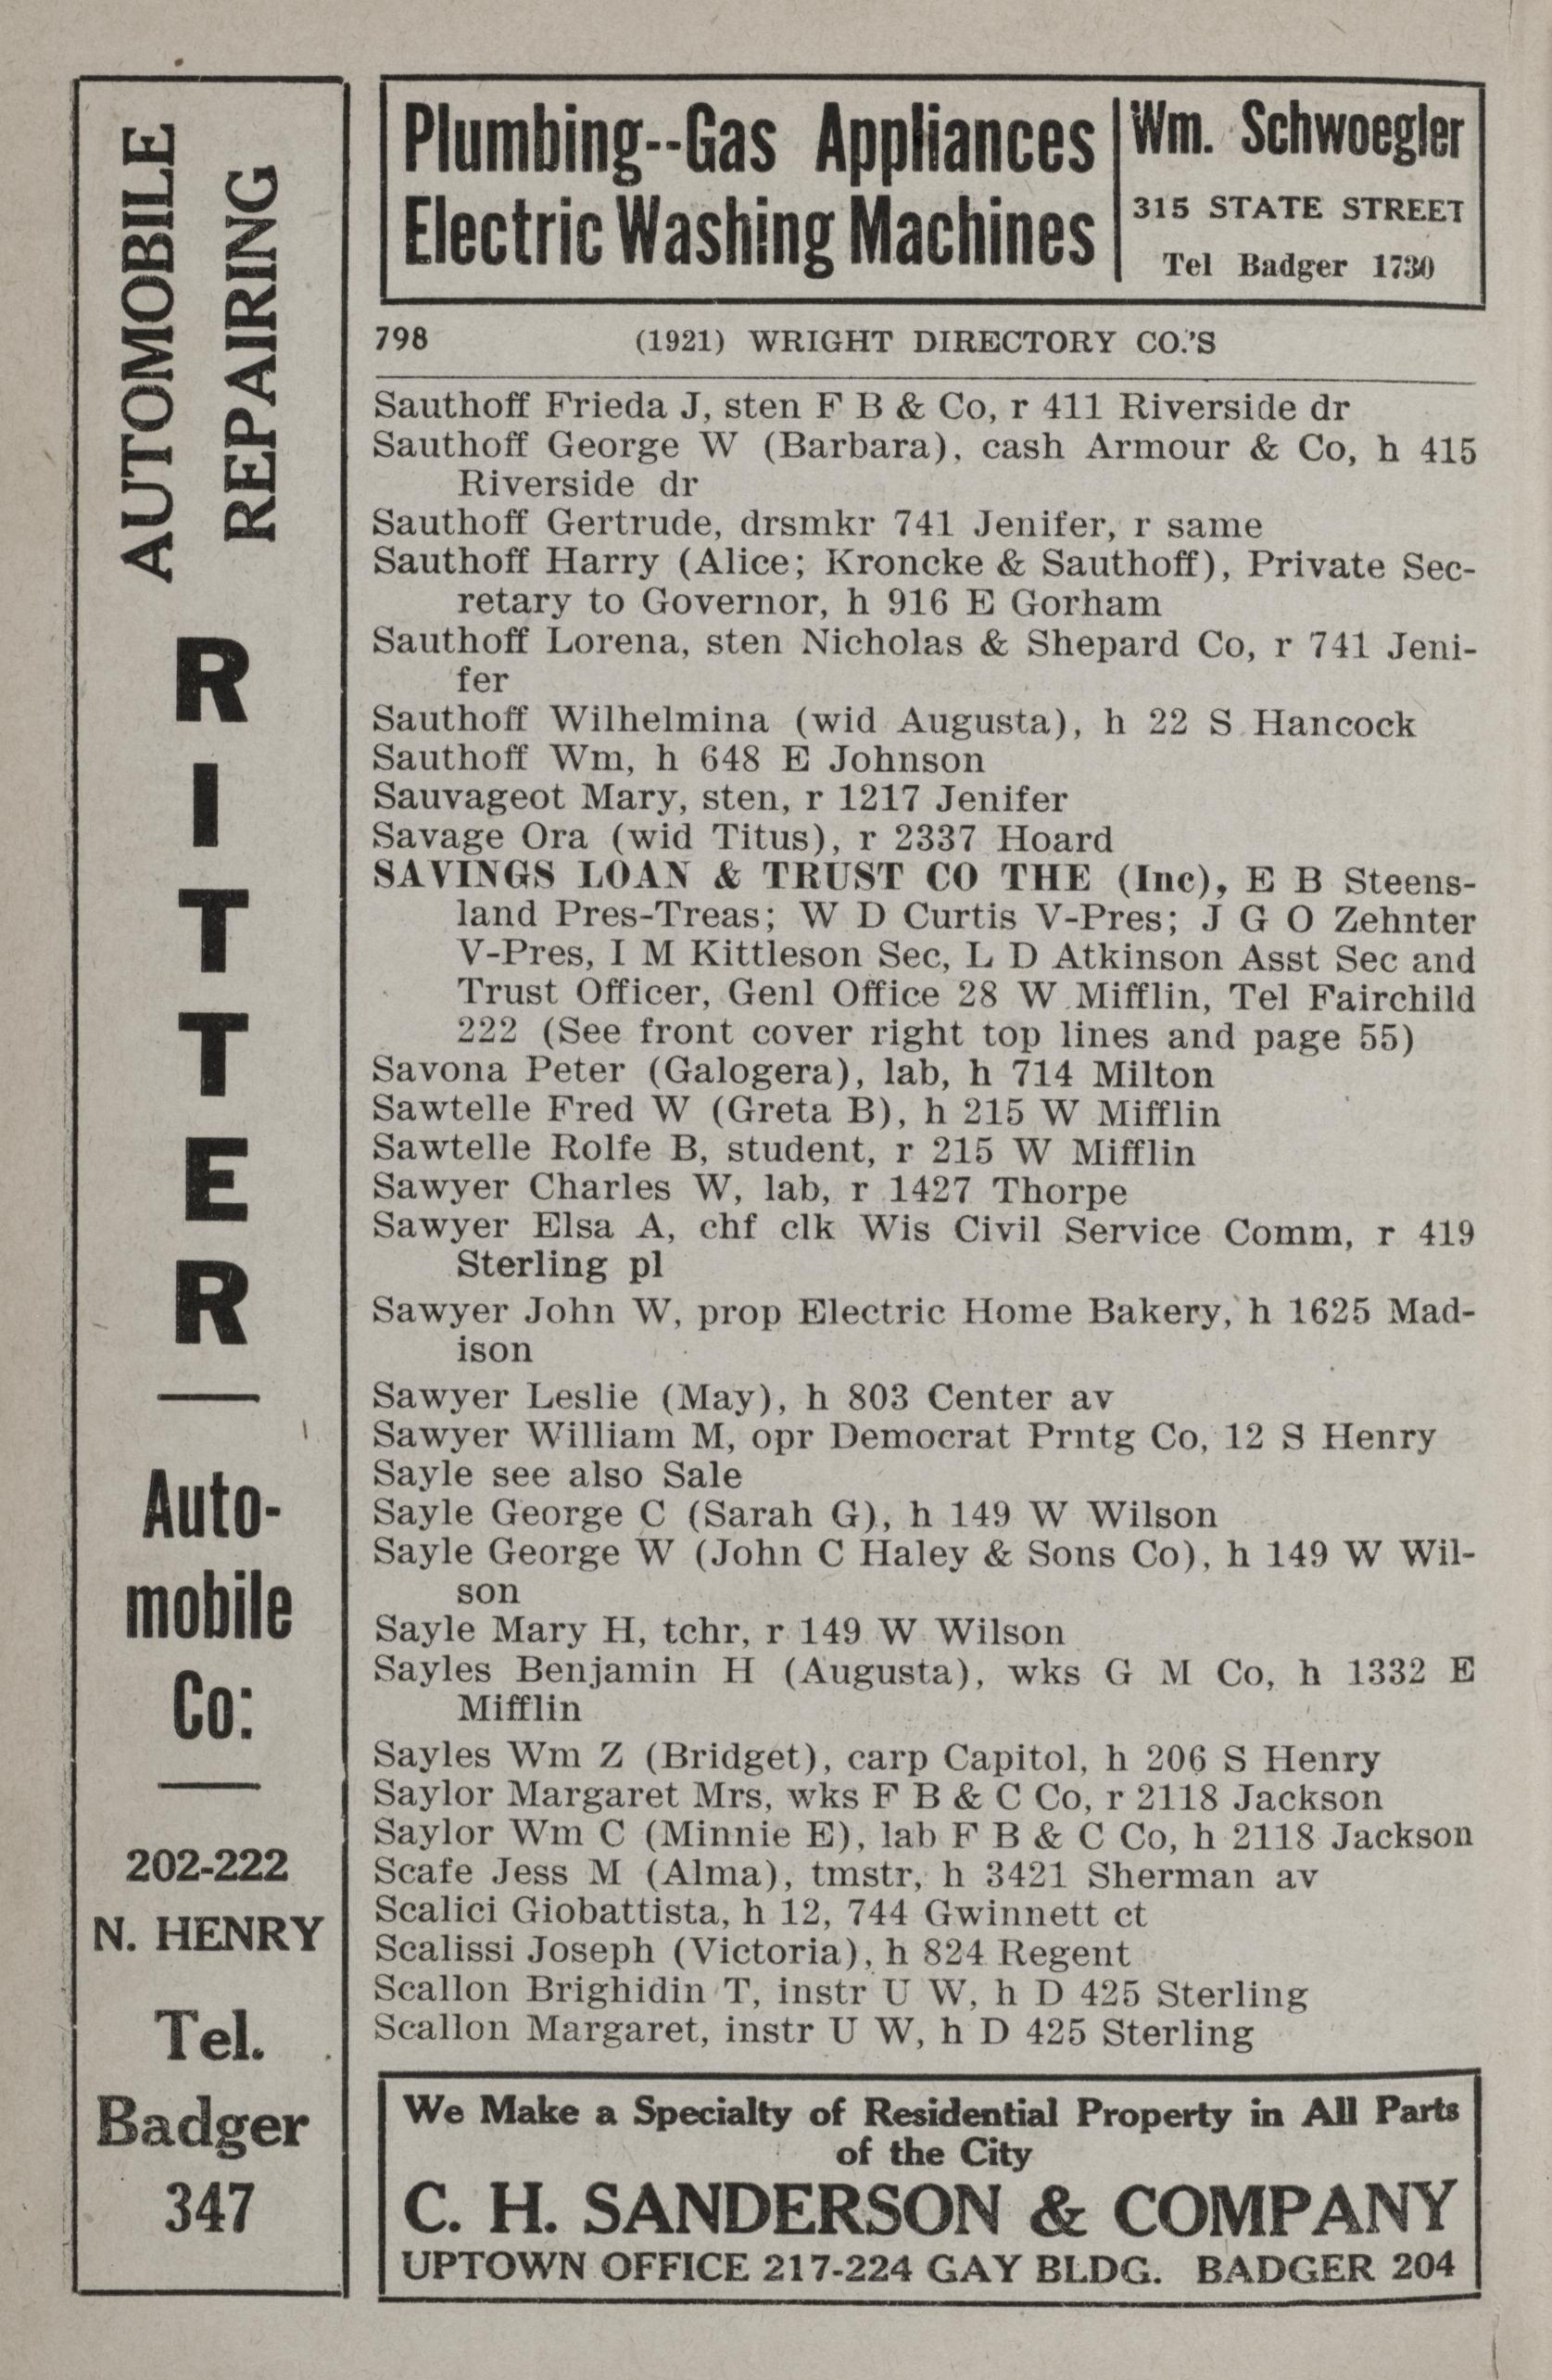 AUTOMOBILE
REPAIRING
R
I
T
T
E
R
Auto-
mobile
Co:
202-222
N. HENRY
Tel.
Badger
347
Plumbing--Gas Appliances
Electric Washing Machines
Wm. Schwoegler
315 STATE STREET
Tel Badger 1730
798 (1921) WRIGHT DIRECTORY CO.'S
Sauthoff Frieda J, sten F B & Co, r 411 Riverside dr
Sauthoff George W (Barbara), cash Armour & Co, h 415
Riverside dr
Sauthoff Gertrude, drsmkr 741 Jenifer, r same
Sauthoff Harry (Alice; Kroncke & Sauthoff), Private Sec-
retary to Governor, h 916 E Gorham
Sauthoff Lorena, sten Nicholas & Shepard Co, r 741 Jeni-
fer
Sauthoff Wilhelmina (wid Augusta), h 22 S Hancock
Sauthoff Wm, h 648 E Johnson
Sauvageot Mary, sten, r 1217 Jenifer
Savage Ora (wid Titus), r 2337 Hoard
SAVINGS LOAN & TRUST CO THE (Inc), E B Steens-
land Pres-Treas; W D Curtis V-Pres; J G O Zehnter
V-Pres, I M Kittleson Sec, L D Atkinson Asst Sec and
Trust Officer, Genl Office 28 W Mifflin, Tel Fairchild
222 (See front cover right top lines and page 55)
Savona Peter (Galogera), lab, h 714 Milton
Sawtelle Fred W (Greta B), h 215 W Mifflin
Sawtelle Rolfe B, student, r 215 W Mifflin
Sawyer Charles W, lab, r 1427 Thorpe
Sawyer Elsa A, chf clk Wis Civil Service Comm, r 419
Sterling pl
Sawyer John W, prop Electric Home Bakery, h 1625 Mad-
ison
Sawyer Leslie (May), h 803 Center av
Sawyer William M, opr Democrat Prntg Co, 12 S Henry
Sayle see also Sale
Sayle George C (Sarah G), h 149 W Wilson
Sayle George W (John C Haley & Sons Co), h 149 W Wil-
son
Sayle Mary H, tchr, r 149 W Wilson
Sayles Benjamin H (Augusta), wks G M Co, h 1332 E
Mifflin
Sayles Wm Z (Bridget), carp Capitol, h 206 S Henry
Saylor Margaret Mrs, wks F B & C Co, r 2118 Jackson
Saylor Wm C (Minnie E), lab F B & C Co, h 2118 Jackson
Scafe Jess M (Alma), tmstr, h 3421 Sherman av
Scalici Giobattista, h 12, 744 Gwinnett ct
Scalissi Joseph (Victoria), h 824 Regent
Scallon Brighidin T, instr U W, h D 425 Sterling
Scallon Margaret, instr U W, h D 425 Sterling
We Make a Specialty of Residential Property in All Parts
of the City
C. H. SANDERSON & COMPANY
UPTOWN OFFICE 217-224 GAY BLDG. BADGER 204